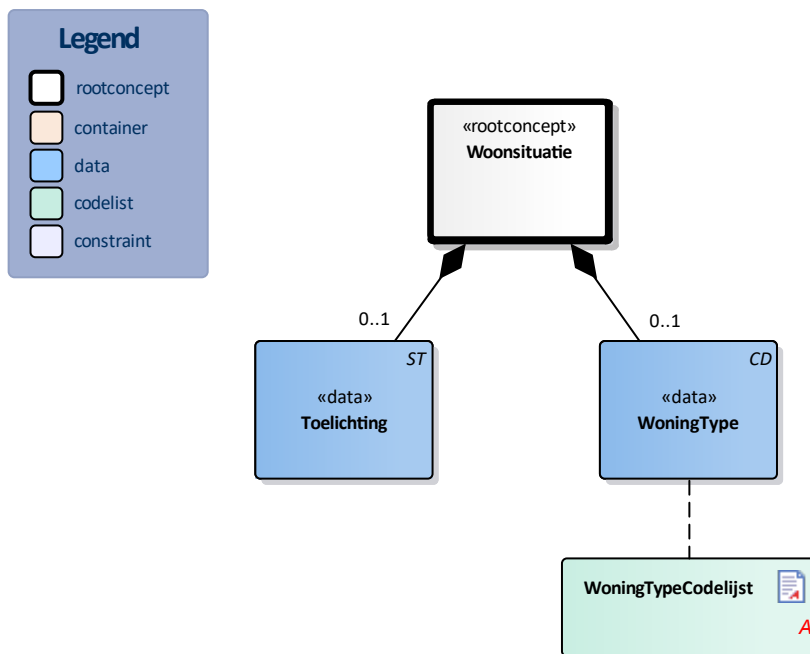 Legend
rootconcept
container
data
codelist
constraint
«rootconcept»
Woonsituatie
0..1
0..1
ST
«data»
Toelichting
CD
«data»
WoningType
WoningTypeCodelijst
A